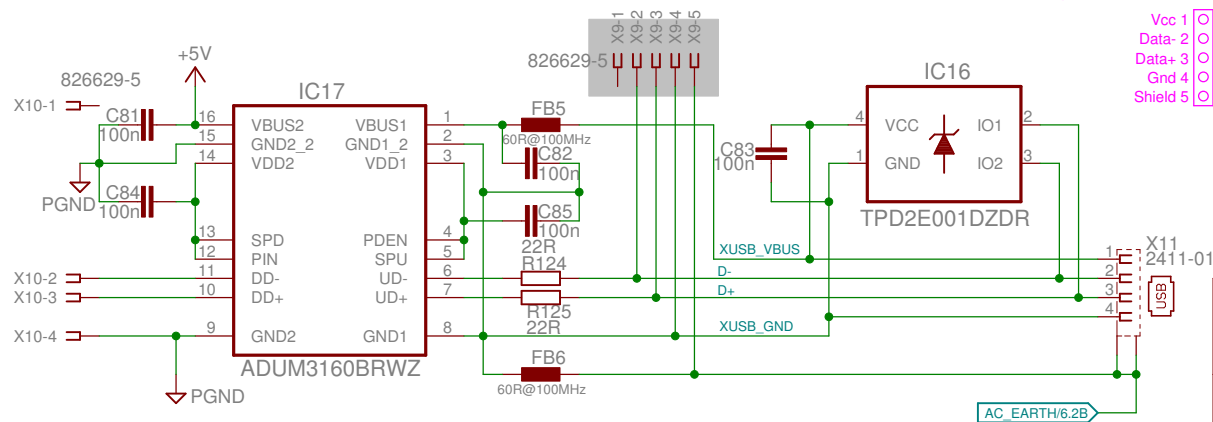 X9-1
X9-2
X9-3
X9-4
X9-5
826629-5
Vcc 1
Data- 2
Data+ 3
Gnd 4
Shield 5
+5V
826629-5
X10-1
C81
100n
PGND
C84
100n
X10-2
X10-3
X10-4
PGND
IC17
16 VBUS2 VBUS1 1
15 GND2_2 GND1_2 2
14 VDD2 VDD1 3
13 SPD PDEN 4
12 PIN SPU 5
11 DD- UD- 6
10 DD+ UD+ 7
9 GND2 GND1 8
ADUM3160BRWZ
FB5
60R@100MHz
C82
100n
C85
100n
22R
R124
R125
22R
FB6
60R@100MHz
C83
100n
IC16
4 VCC IO1 2
1 GND IO2 3
TPD2E001DZDR
XUSB_VBUS
D-
D+
XUSB_GND
X11
2411-01
1
2
3
4
USB
AC_EARTH/6.2B